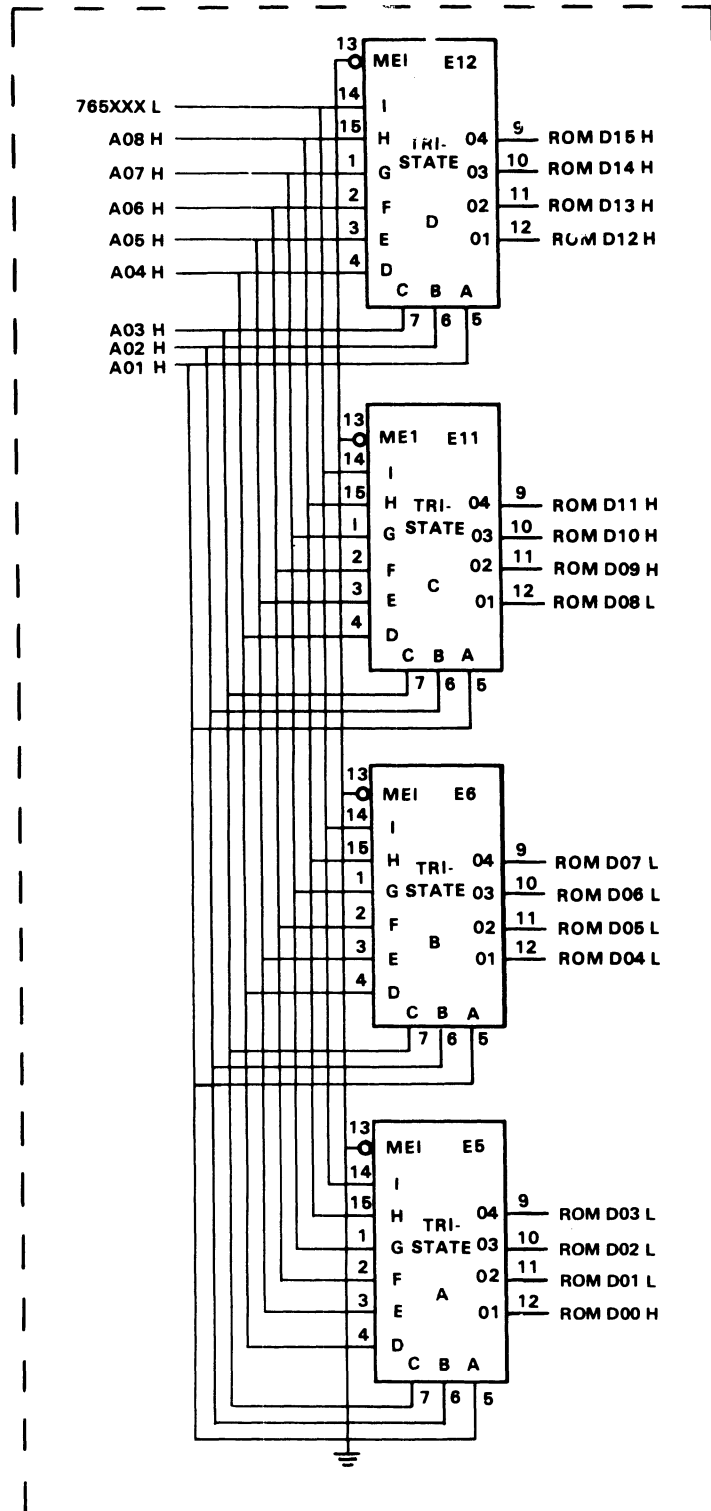 13
MEI E12
14
765XXX L
I
15
A08 H
H
TRI-
STATE
04
9
ROM D15 H
1
A07 H
G
03
10
ROM D14 H
2
A06 H
F
02
11
ROM D13 H
3
A05 H
E
D
01
12
ROM D12 H
4
A04 H
D
C B A
A03 H
7 6 5
A02 H
A01 H
13
ME1 E11
14
I
15
H
TRI-
STATE
04
9
ROM D11 H
1
G
03
10
ROM D10 H
2
F
02
11
ROM D09 H
3
E
C
01
12
ROM D08 L
4
D
C B A
7 6 5
13
MEI E6
14
I
15
H
TRI-
STATE
04
9
ROM D07 L
1
G
03
10
ROM D06 L
2
F
02
11
ROM D05 L
3
E
B
01
12
ROM D04 L
4
D
C B A
7 6 5
13
MEI E5
14
I
15
H
TRI-
STATE
04
9
ROM D03 L
1
G
03
10
ROM D02 L
2
F
02
11
ROM D01 L
3
E
A
01
12
ROM D00 H
4
D
C B A
7 6 5